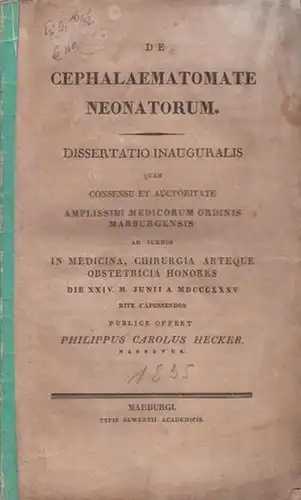 DE
CEPHALAEMATOMATE
NEONATORUM.
DISSERTATIO INAUGURALIS
QUAM
CONSENSU ET AUCTORITATE
AMPLISSIMI MEDICORUM ORDINIS
MARBURGENSIS
AD SUMMOS
IN MEDICINA, CHIRURGIA ARTEQUE
OBSTETRICIA HONORES
DIE XXIV. M. JUNII A. MDCCCXXXV
RITE CAPESSENDOS
PUBLICE OFFERT
PHILIPPUS CAROLUS HECKER,
1835
MARBURGI.
TYPIS ELWERTII ACADEMICIS.